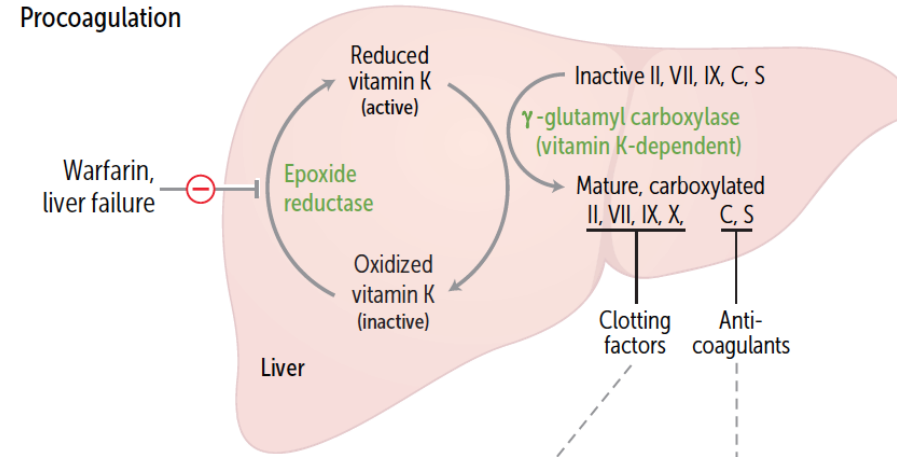 Procoagulation
Reduced
vitamin K
(active)
Inactive II, VII, IX, C, S
γ-glutamyl carboxylase
(vitamin K-dependent)
Warfarin,
liver failure
Epoxide
reductase
Mature, carboxylated
II, VII, IX, X, C, S
Oxidized
vitamin K
(inactive)
Clotting
factors
Anti-
coagulants
Liver